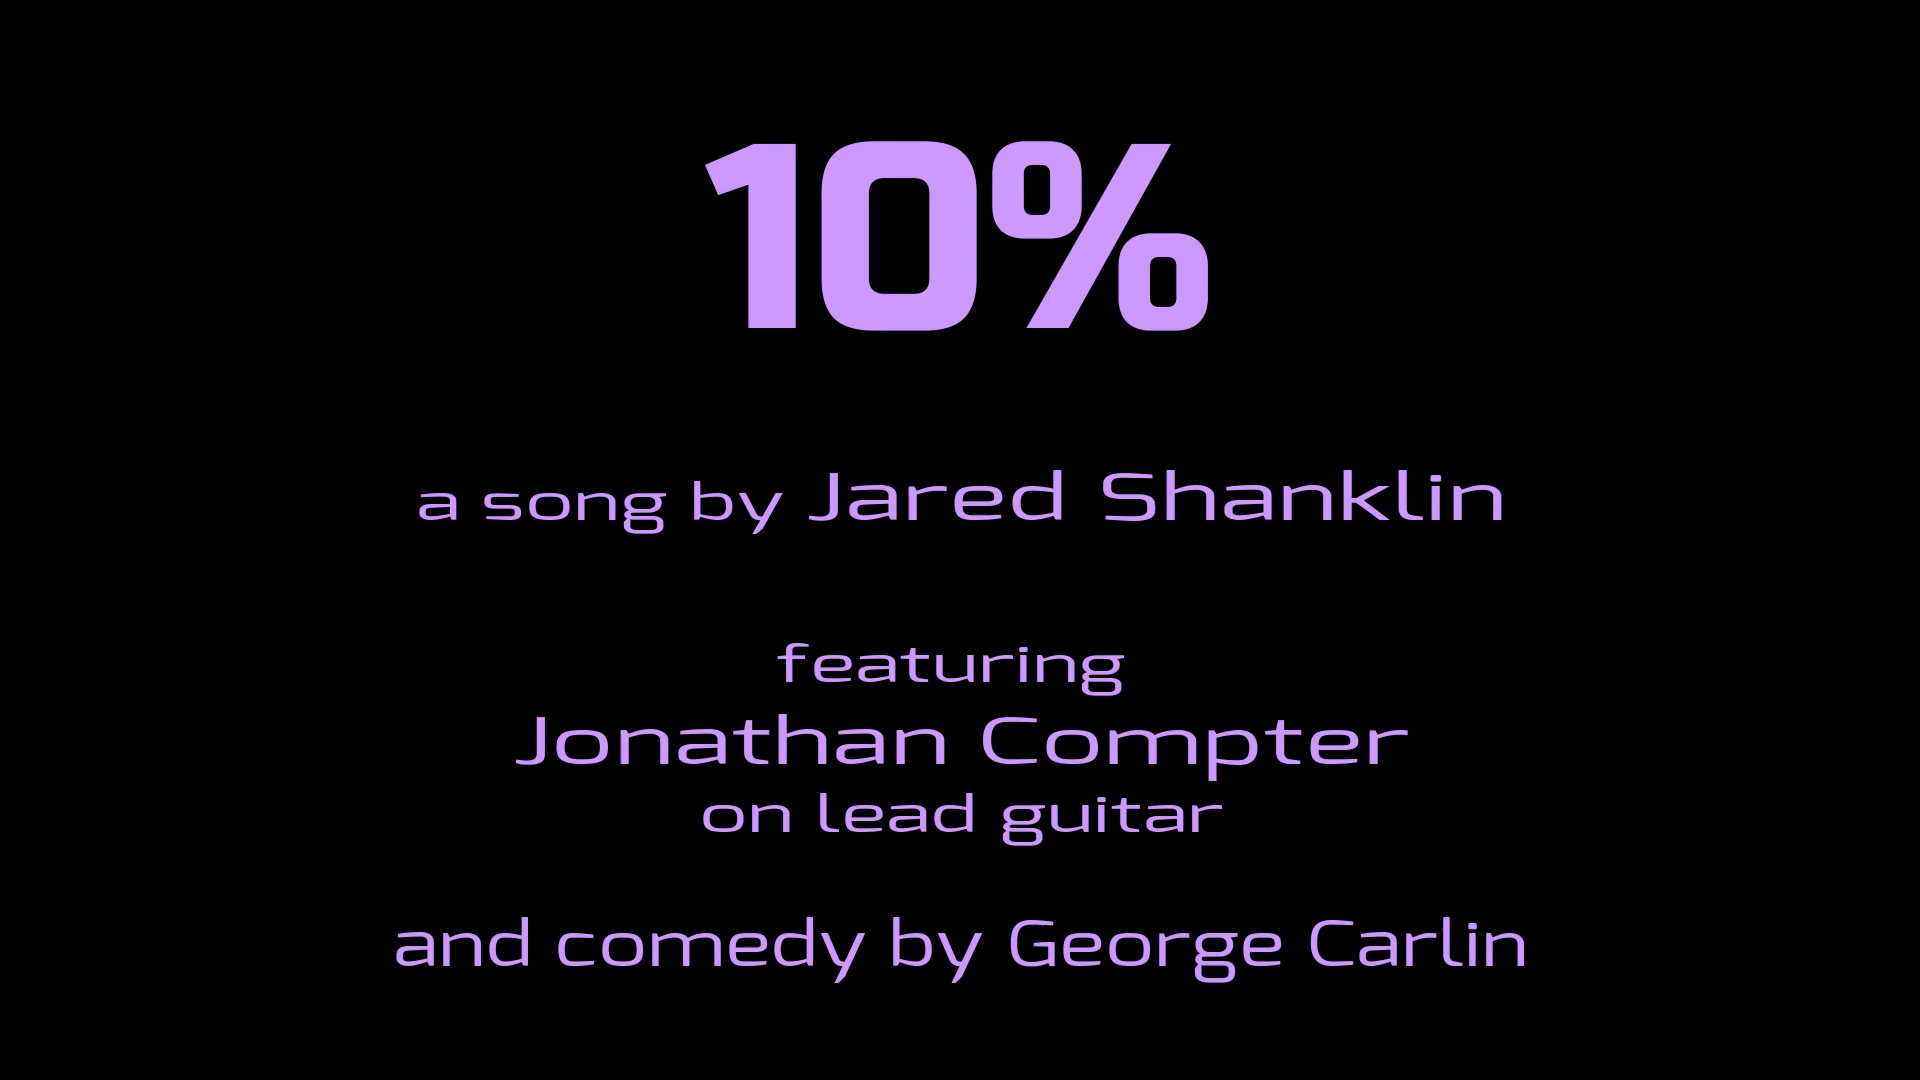 10%
a song by Jared Shanklin
featuring
Jonathan Compter
on lead guitar
and comedy by George Carlin